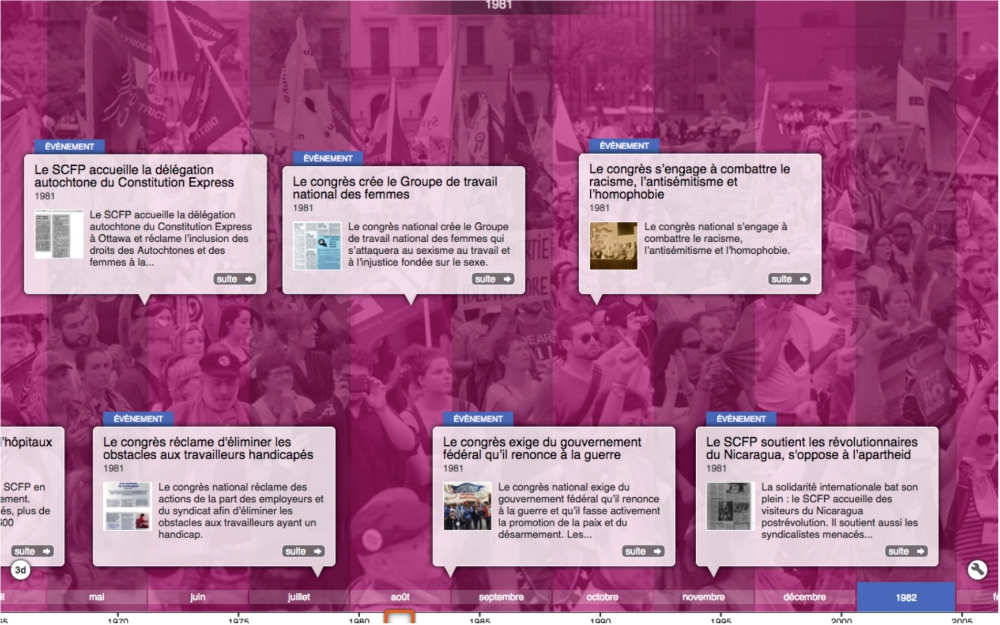 1981
ÉVÈNEMENT
Le SCFP accueille la délégation
autochtone du Constitution Express
1981
Le SCFP accueille la délégation
autochtone du Constitution Express
à Ottawa et réclame l'inclusion des
droits des Autochtones et des
femmes à la...
suite
ÉVÈNEMENT
Le congrès crée le Groupe de travail
national des femmes
1981
Le congrès national crée le Groupe
de travail national des femmes qui
s'attaquera au sexisme au travail et
à l'injustice fondée sur le sexe.
suite
ÉVÈNEMENT
Le congrès s'engage à combattre le
racisme, l'antisémitisme et
l'homophobie
1981
Le congrès national s'engage à
combattre le racisme,
l'antisémitisme et l'homophobie.
suite
l'hôpitaux
SCFP en
ement.
és, plus de
suite
3d
ÉVÈNEMENT
Le congrès réclame d'éliminer les
obstacles aux travailleurs handicapés
1981
Le congrès national réclame des
actions de la part des employeurs et
du syndicat afin d'éliminer les
obstacles aux travailleurs ayant un
handicap.
suite
ÉVÈNEMENT
Le congrès exige du gouvernement
fédéral qu'il renonce à la guerre
1981
Le congrès national exige du
gouvernement fédéral qu'il renonce
à la guerre et qu'il fasse activement
la promotion de la paix et du
désarmement. Les...
suite
ÉVÈNEMENT
Le SCFP soutient les révolutionnaires
du Nicaragua, s'oppose à l'apartheid
1981
La solidarité internationale bat son
plein : le SCFP accueille des
visiteurs du Nicaragua
postrévolution. Il soutient aussi les
syndicalistes menacés...
suite
mai juin juillet août septembre octobre novembre décembre 1982
1970 1975 1980 1985 1990 1995 2000 2005